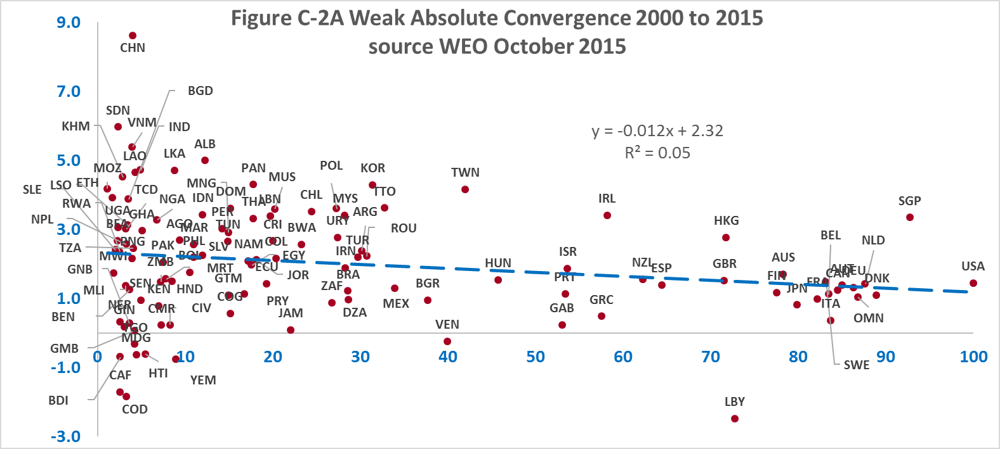 Figure C-2A Weak Absolute Convergence 2000 to 2015
source WEO October 2015
9.0
CHN
7.0
BGD
SDN
KHM
VNM
IND
y = -0.012x + 2.32
ALB
LAO
LKA
R² = 0.05
5.0
MOZ
PAN
POL
KOR
TWN
MUS
SLE
LSO
ETH
TCD
MNG
DOM
TTO
RWA
NGA
IDN
THA
LBN
CHL
MYS
IRL
SGP
UGA
GHA
PER
ARG
NPL
BFA
AGO
MAR
TUN
CRI
BWA
URY
ROU
HKG
3.0
BEL
NLD
TZA
PNG
PAK
PHL
SLV
NAM
COL
TUR
MWI
ZMB
BOL
EGY
IRN
ISR
AUS
GNB
MRT
ECU
JOR
BRA
HUN
NZL
ESP
GBR
USA
FIN
AUT
CAN
DEU
DNK
MLI
SEN
KEN
HND
GTM
COG
ZAF
BGR
PRT
FRA
JPN
1.0
NER
BEN
GIN
CMR
CIV
PRY
JAM
DZA
MEX
GAB
GRC
ITA
OMN
TGO
VEN
GMB
MDG
0
10
20
30
40
50
60
70
80
90
100
-1.0
SWE
CAF
HTI
YEM
BDI
COD
LBY
-3.0